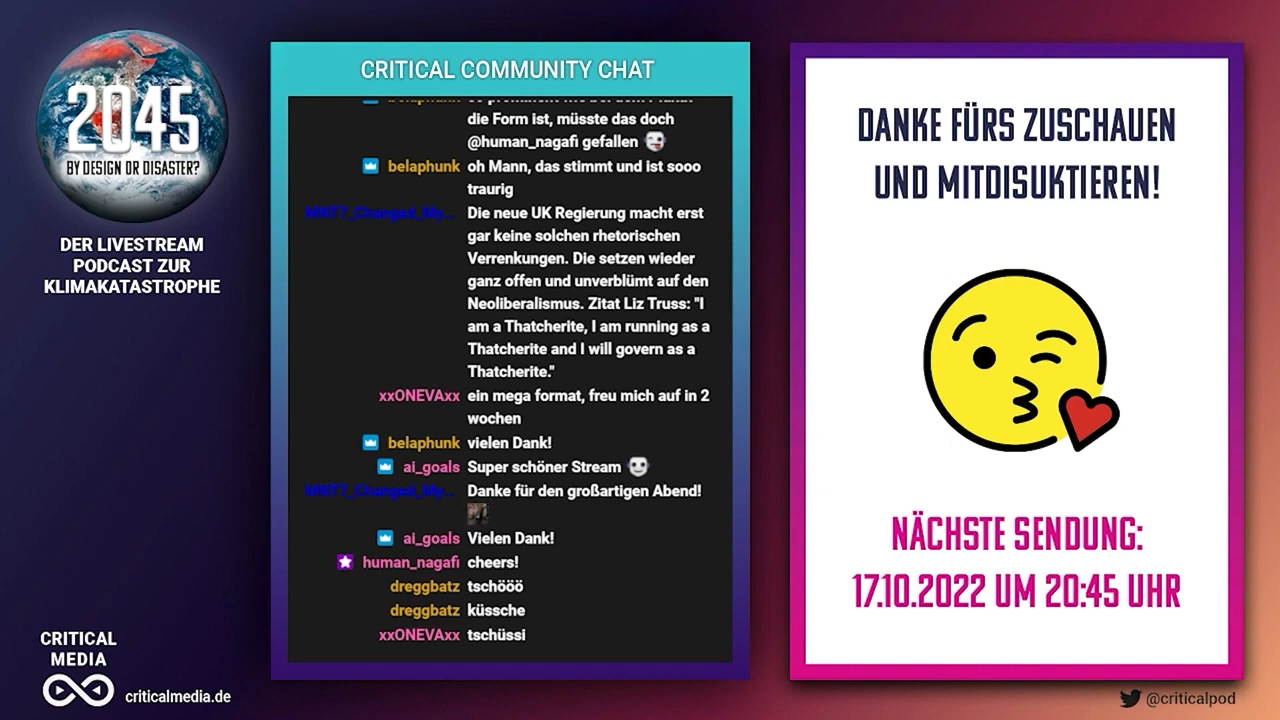 2045
BY DESIGN OR DISASTER?
DER LIVESTREAM
PODCAST ZUR
KLIMAKATASTROPHE
CRITICAL
MEDIA
criticalmedia.de
CRITICAL COMMUNITY CHAT
die Form ist, müsste das doch
@human_nagafi gefallen
belaphunk oh Mann, das stimmt und ist sooo
traurig
Die neue UK Regierung macht erst
gar keine solchen rhetorischen
Verrenkungen. Die setzen wieder
ganz offen und unverblümt auf den
Neoliberalismus. Zitat Liz Truss: "I
am a Thatcherite, I am running as a
Thatcherite and I will govern as a
Thatcherite."
xxONEVAxx ein mega format, freu mich auf in 2
wochen
belaphunk vielen Dank!
ai_goals Super schöner Stream
Danke für den großartigen Abend!
ai_goals Vielen Dank!
human_nagafi cheers!
dreggbatz tschööö
dreggbatz küssche
xxONEVAxx tschüssi
DANKE FÜRS ZUSCHAUEN
UND MITDISUKTIEREN!
NÄCHSTE SENDUNG:
17.10.2022 UM 20:45 UHR
@criticalpod